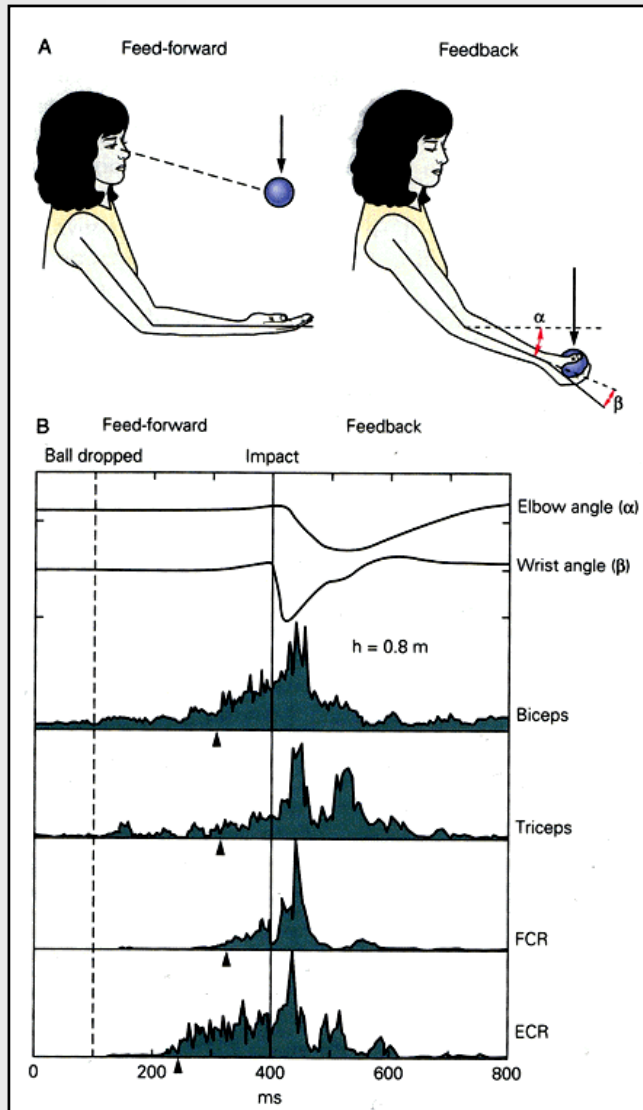 A
Feed-forward
Feedback
α
β
B
Feed-forward
Feedback
Ball dropped
Impact
Elbow angle (α)
Wrist angle (β)
h = 0.8 m
Biceps
Triceps
FCR
ECR
0 200 400 600 800
ms